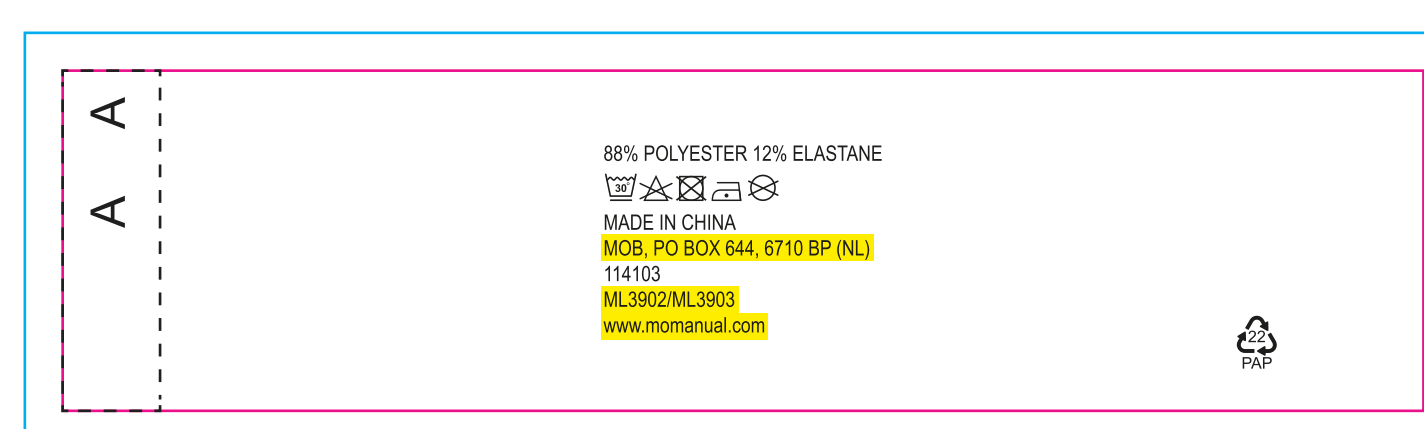 A
A
88% POLYESTER 12% ELASTANE
30°
MADE IN CHINA
MOB, PO BOX 644, 6710 BP (NL)
114103
ML3902/ML3903
www.momanual.com
22
PAP